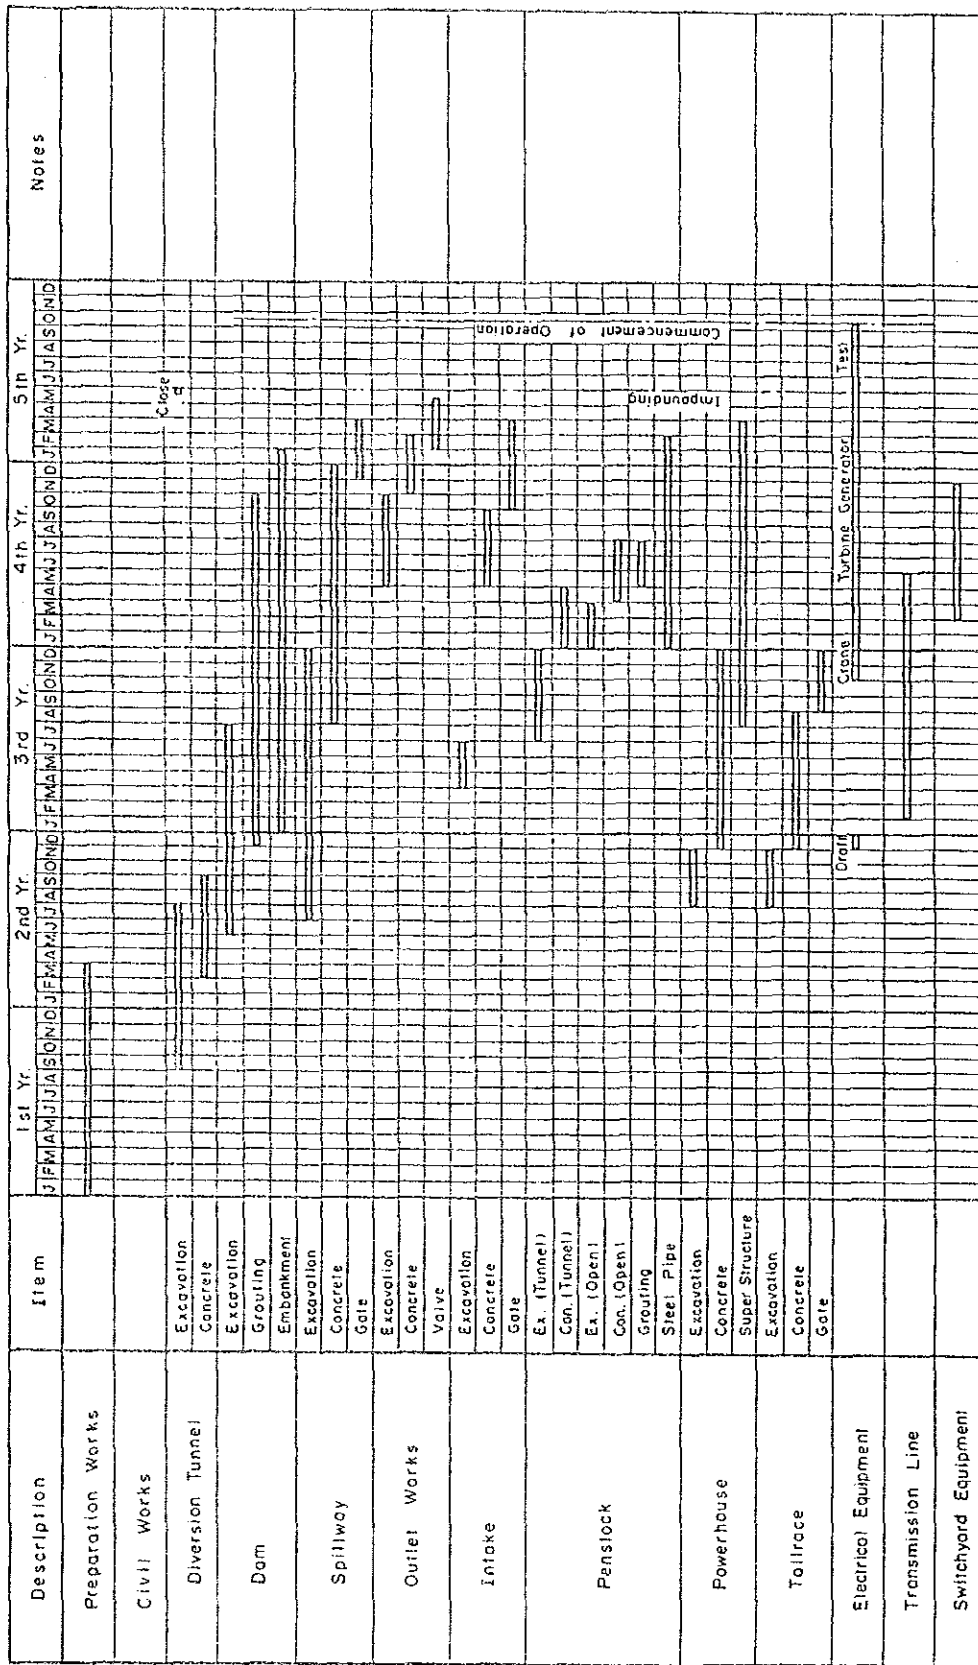 Description Item 1st Yr. 2nd Yr. 3rd Yr. 4th Yr. 5th Yr. Notes
J F M A M J J A S O N D J F M A M J J A S O N D J F M A M J J A S O N D J F M A M J J A S O N D J F M A M J J A S O N D
Preparation Works
Civil Works
Diversion Tunnel
Excavation
Concrete
Close
Dam
Excavation
Grouting
Embankment
Spillway
Excavation
Concrete
Gate
Outlet Works
Excavation
Concrete
Valve
Intake
Excavation
Concrete
Gate
Penstock
Ex. (Tunnel)
Con. (Tunnel)
Ex. (Open)
Con. (Open)
Grouting
Steel Pipe
Impounding
Commencement of Operation
Powerhouse
Excavation
Concrete
Super Structure
Tailrace
Excavation
Concrete
Gate
Electrical Equipment
Draft Crane Turbine Generator Test
Transmission Line
Switchyard Equipment